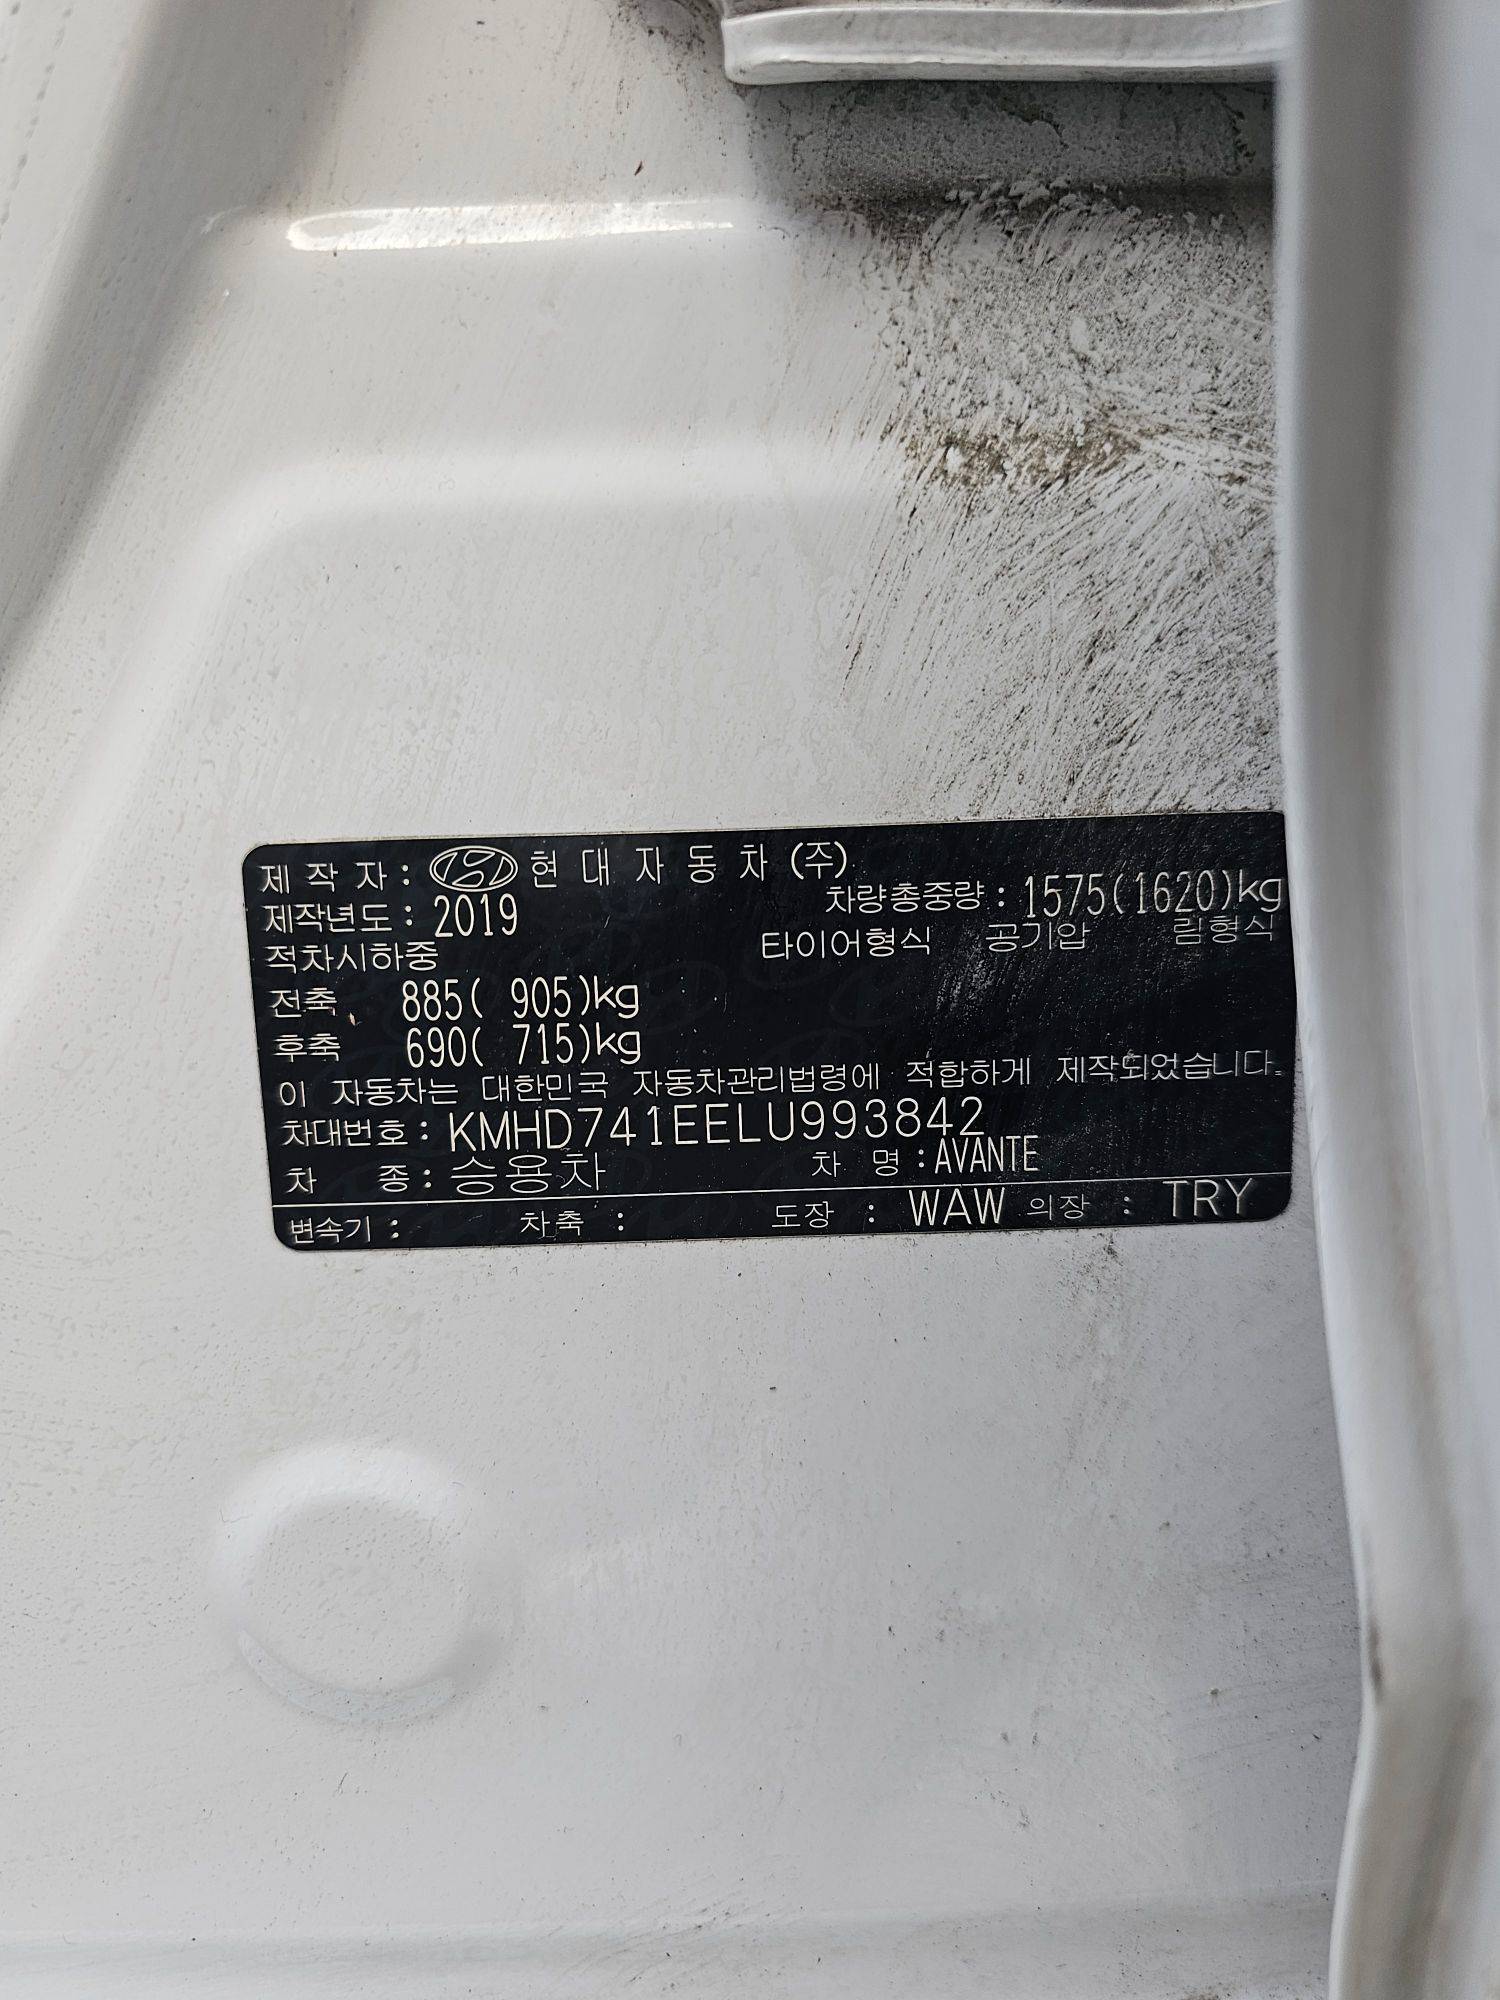 제 작 자 : 현 대 자 동 차 (주)
제작년도 : 2019 차량총중량 : 1575(1620)kg
적차시하중 타이어형식 공기압 림형식
전축 885( 905)kg
후축 690( 715)kg
이 자동차는 대한민국 자동차관리법령에 적합하게 제작되었습니다.
차대번호 : KMHD741EELU993842
차 종 : 승용차 차 명 : AVANTE
변속기 : 차축 : 도장 : WAW 의장 : TRY